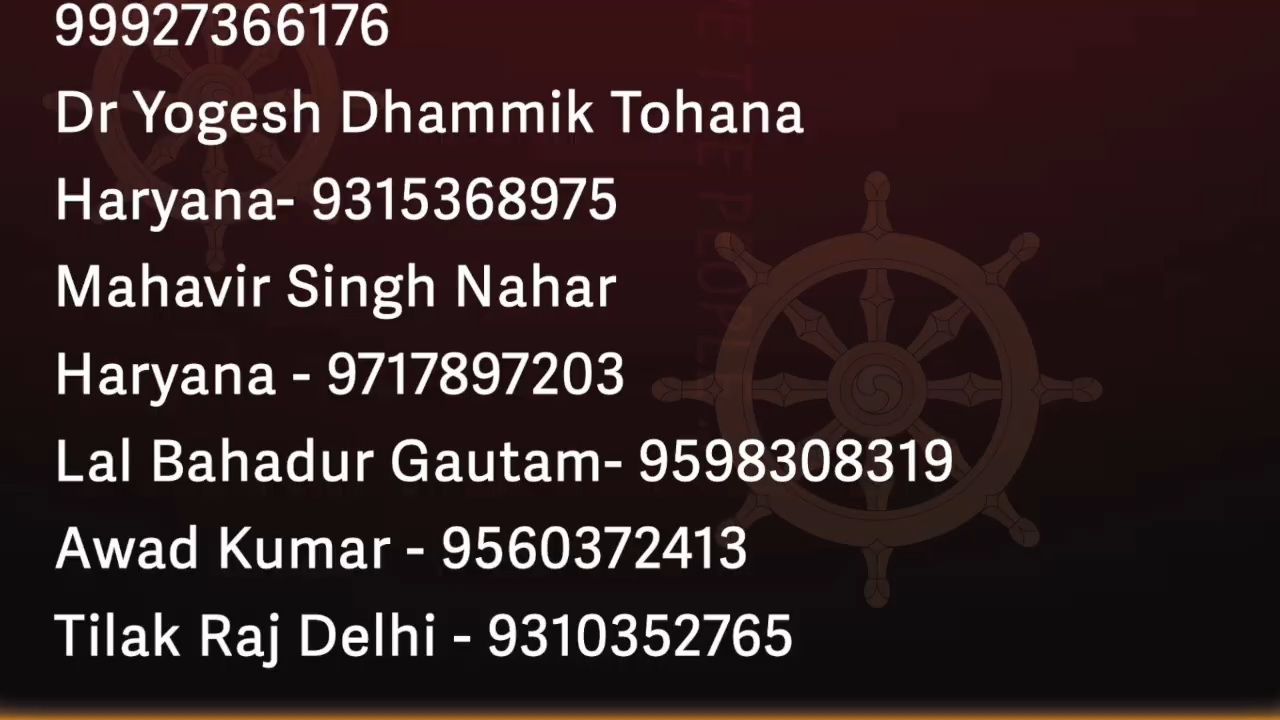 99927366176
Dr Yogesh Dhammik Tohana
Haryana- 9315368975
Mahavir Singh Nahar
Haryana - 9717897203
Lal Bahadur Gautam- 9598308319
Awad Kumar - 9560372413
Tilak Raj Delhi - 9310352765